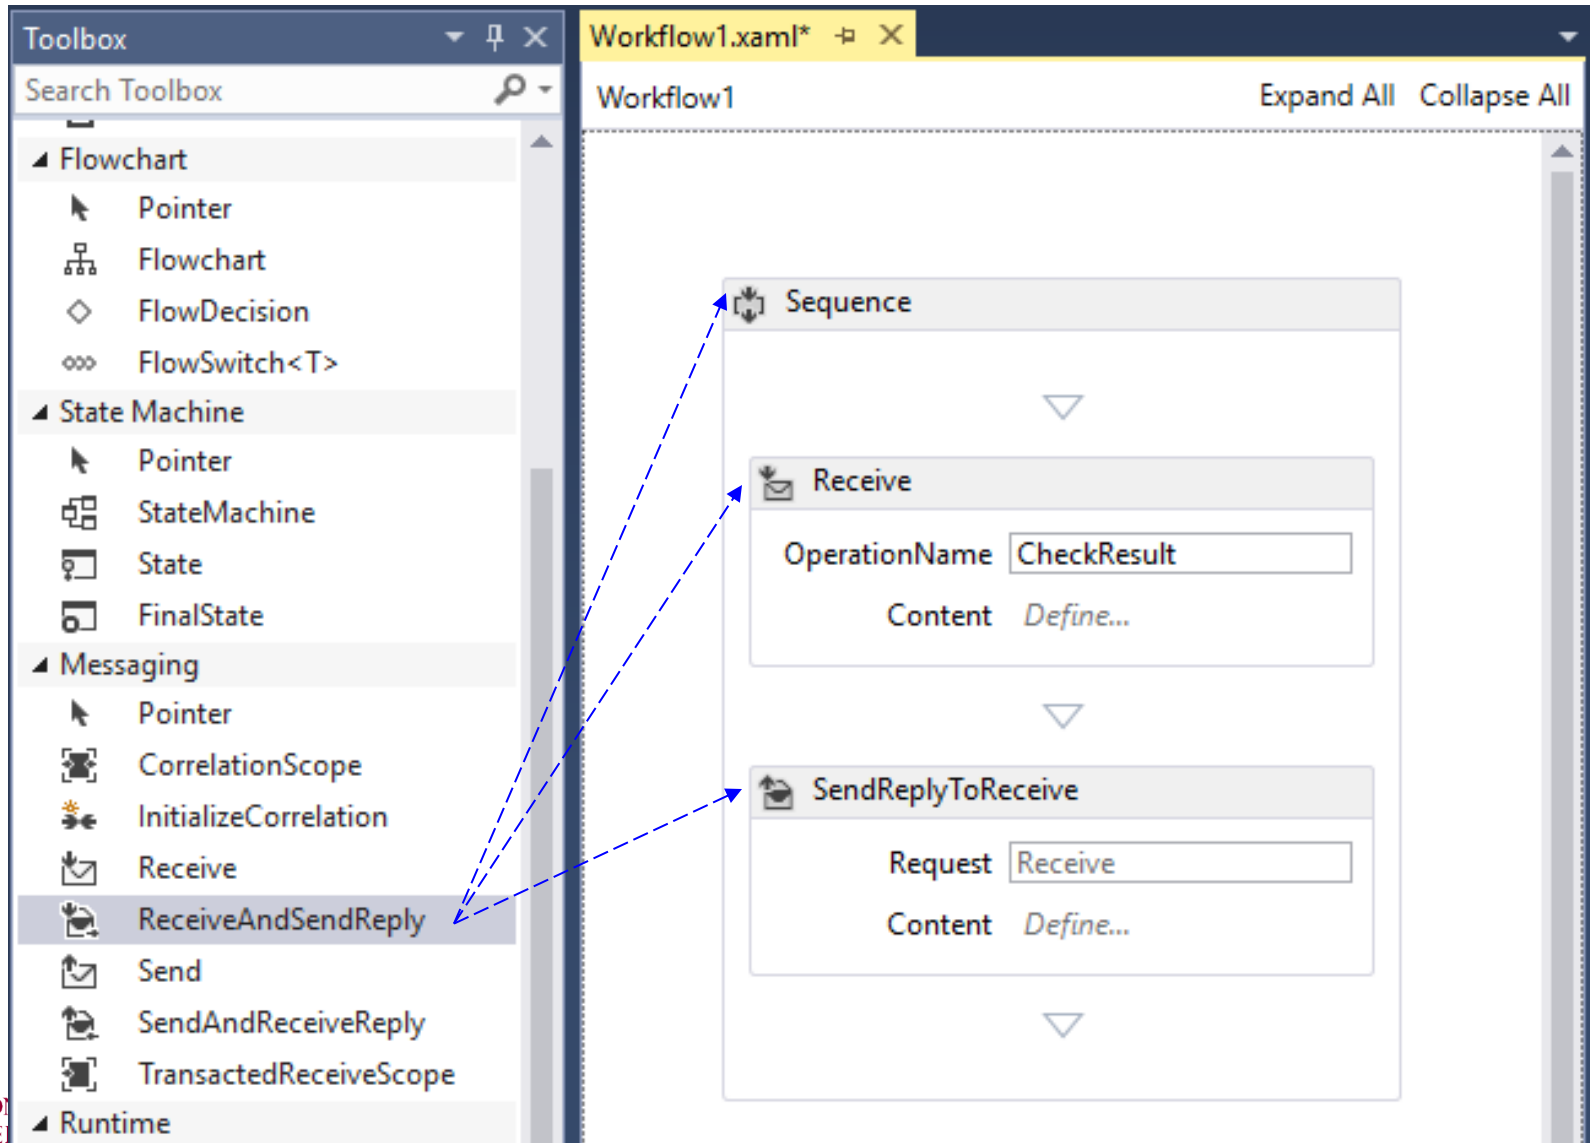 Toolbox
Search Toolbox
Flowchart
Pointer
Flowchart
FlowDecision
FlowSwitch<T>
State Machine
Pointer
StateMachine
State
FinalState
Messaging
Pointer
CorrelationScope
InitializeCorrelation
Receive
ReceiveAndSendReply
Send
SendAndReceiveReply
TransactedReceiveScope
Runtime
Workflow1.xaml*
Workflow1
Expand All Collapse All
Sequence
Receive
OperationName CheckResult
Content Define...
SendReplyToReceive
Request Receive
Content Define...